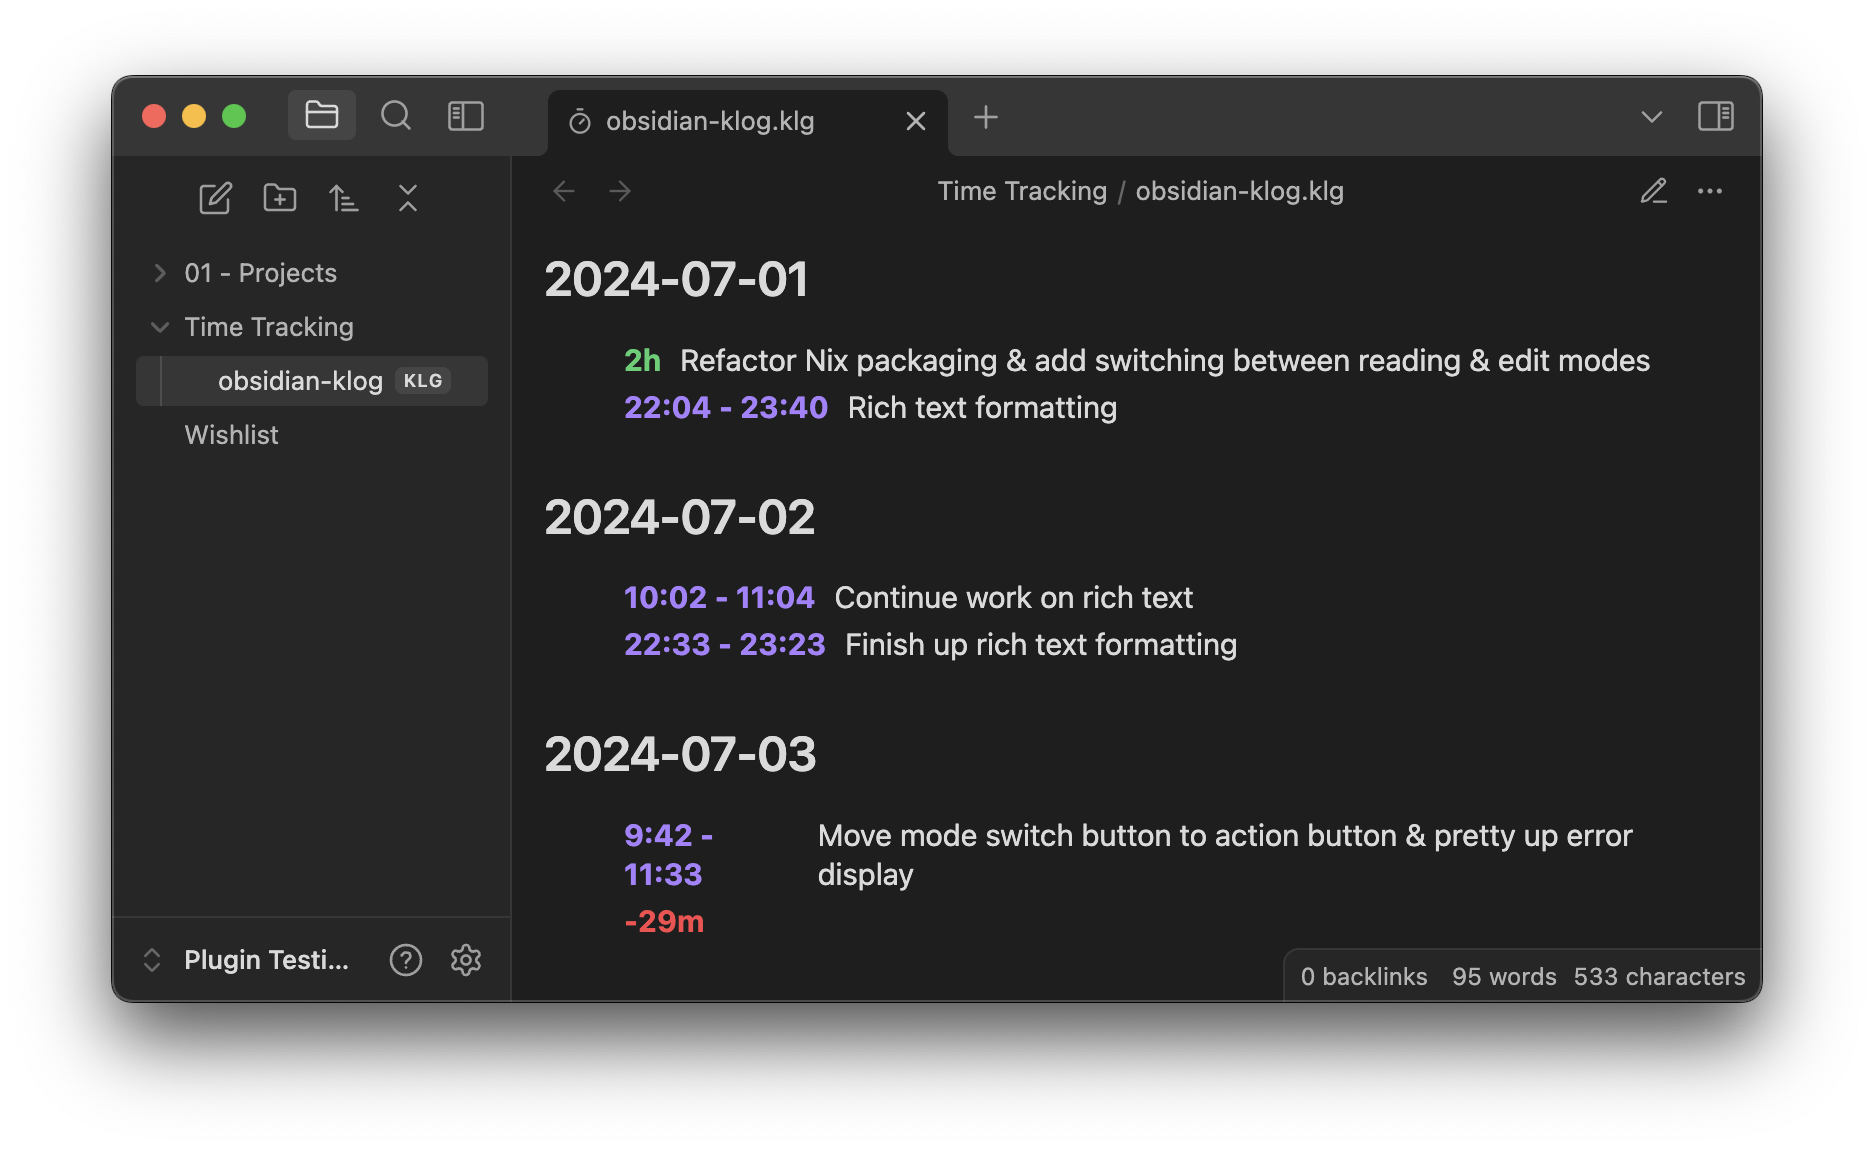 obsidian-klog.klg
Time Tracking / obsidian-klog.klg
01 - Projects
Time Tracking
obsidian-klog KLG
Wishlist
Plugin Testi...
2024-07-01
2h Refactor Nix packaging & add switching between reading & edit modes
22:04 - 23:40 Rich text formatting
2024-07-02
10:02 - 11:04 Continue work on rich text
22:33 - 23:23 Finish up rich text formatting
2024-07-03
9:42 - 11:33
Move mode switch button to action button & pretty up error
display
-29m
0 backlinks 95 words 533 characters